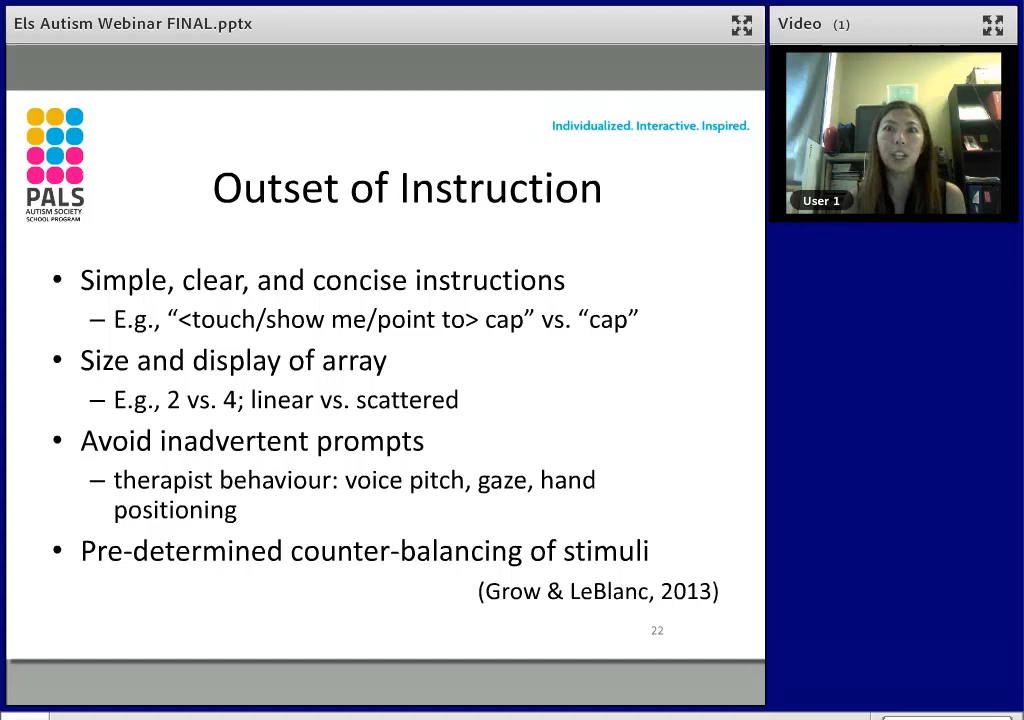 Els Autism Webinar FINAL.pptx
Video (1)
PALS
AUTISM SOCIETY
SCHOOL PROGRAM
Individualized. Interactive. Inspired.
Outset of Instruction
• Simple, clear, and concise instructions
– E.g., “<touch/show me/point to> cap” vs. “cap”
• Size and display of array
– E.g., 2 vs. 4; linear vs. scattered
• Avoid inadvertent prompts
– therapist behaviour: voice pitch, gaze, hand
positioning
• Pre-determined counter-balancing of stimuli
(Grow & LeBlanc, 2013)
22
User 1